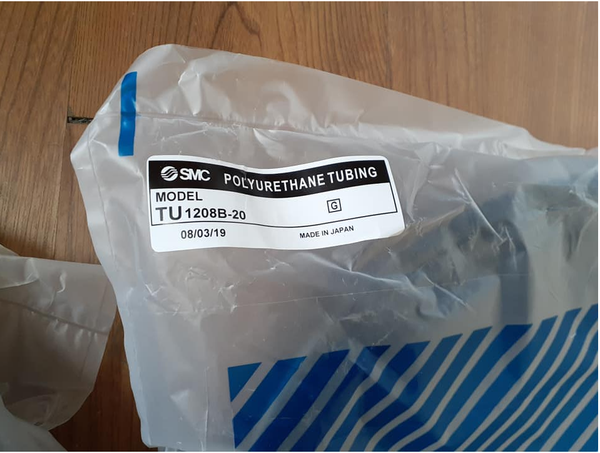 SMC POLYURETHANE TUBING
MODEL
TU1208B-20 G
08/03/19 MADE IN JAPAN